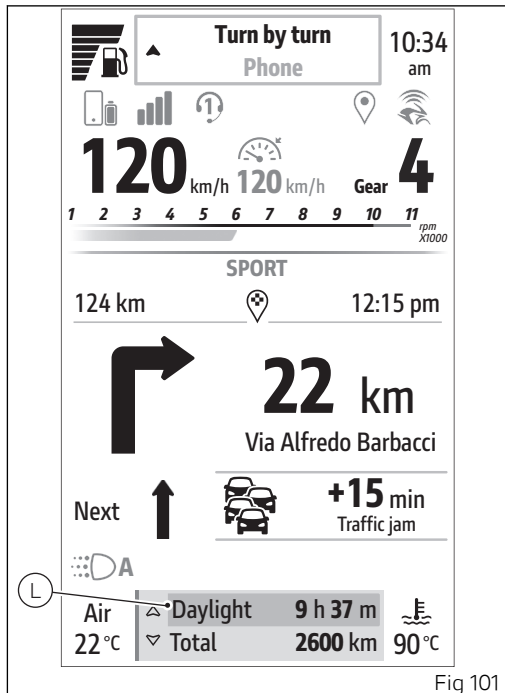 Turn by turn
Phone
10:34
am
1
120 km/h 120 km/h Gear 4
1 2 3 4 5 6 7 8 9 10 11
rpm
X1000
SPORT
124 km 12:15 pm
22 km
Via Alfredo Barbacci
Next
+15 min
Traffic jam
A
L
Air
22 °C
Daylight 9 h 37 m
Total 2600 km
90 °C
Fig 101